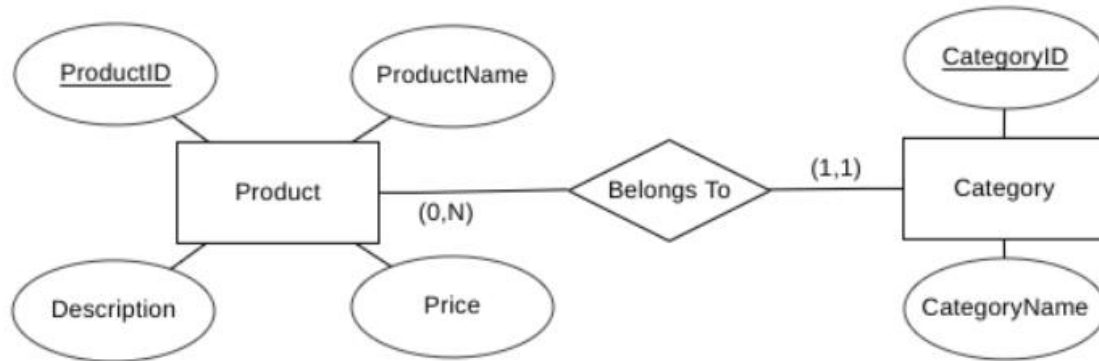 ProductID
ProductName
CategoryID
Product
(0,N)
Belongs To
(1,1)
Category
Description
Price
CategoryName